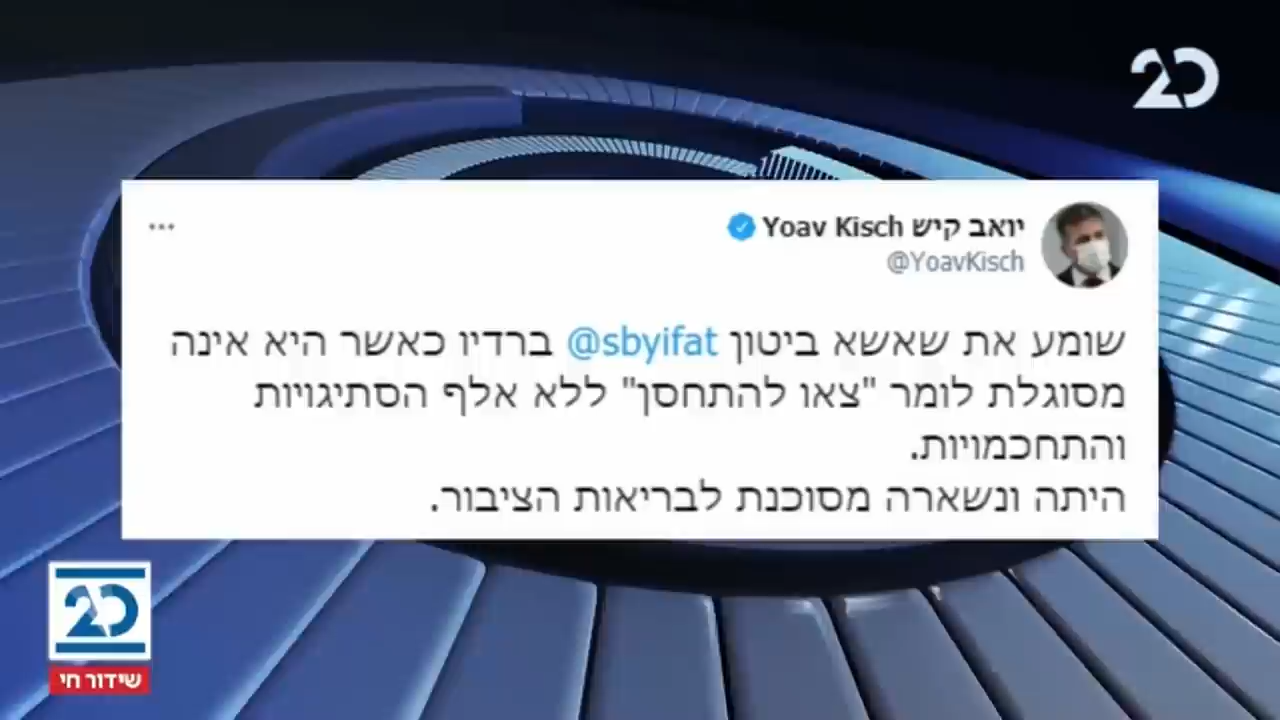 20
יואב קיש Yoav Kisch
@YoavKisch
שומע את שאשא ביטון @sbyifat ברדיו כאשר היא אינה
מסוגלת לומר "צאו להתחסן" ללא אלף הסתיגויות
והתחכמויות.
היתה ונשארה מסוכנת לבריאות הציבור.
20
שידור חי